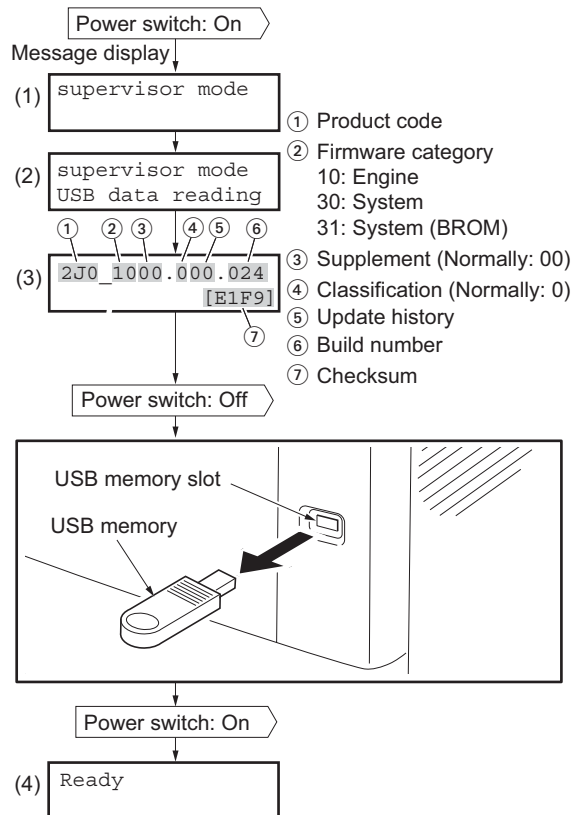 Power switch: On
Message display
(1) supervisor mode
① Product code
② Firmware category
10: Engine
30: System
31: System (BROM)
③ Supplement (Normally: 00)
④ Classification (Normally: 0)
⑤ Update history
⑥ Build number
⑦ Checksum
(2) supervisor mode
USB data reading
① ② ③ ④ ⑤ ⑥
(3) 2J0_1000.000.024
[E1F9]
⑦
Power switch: Off
USB memory slot
USB memory
Power switch: On
(4) Ready